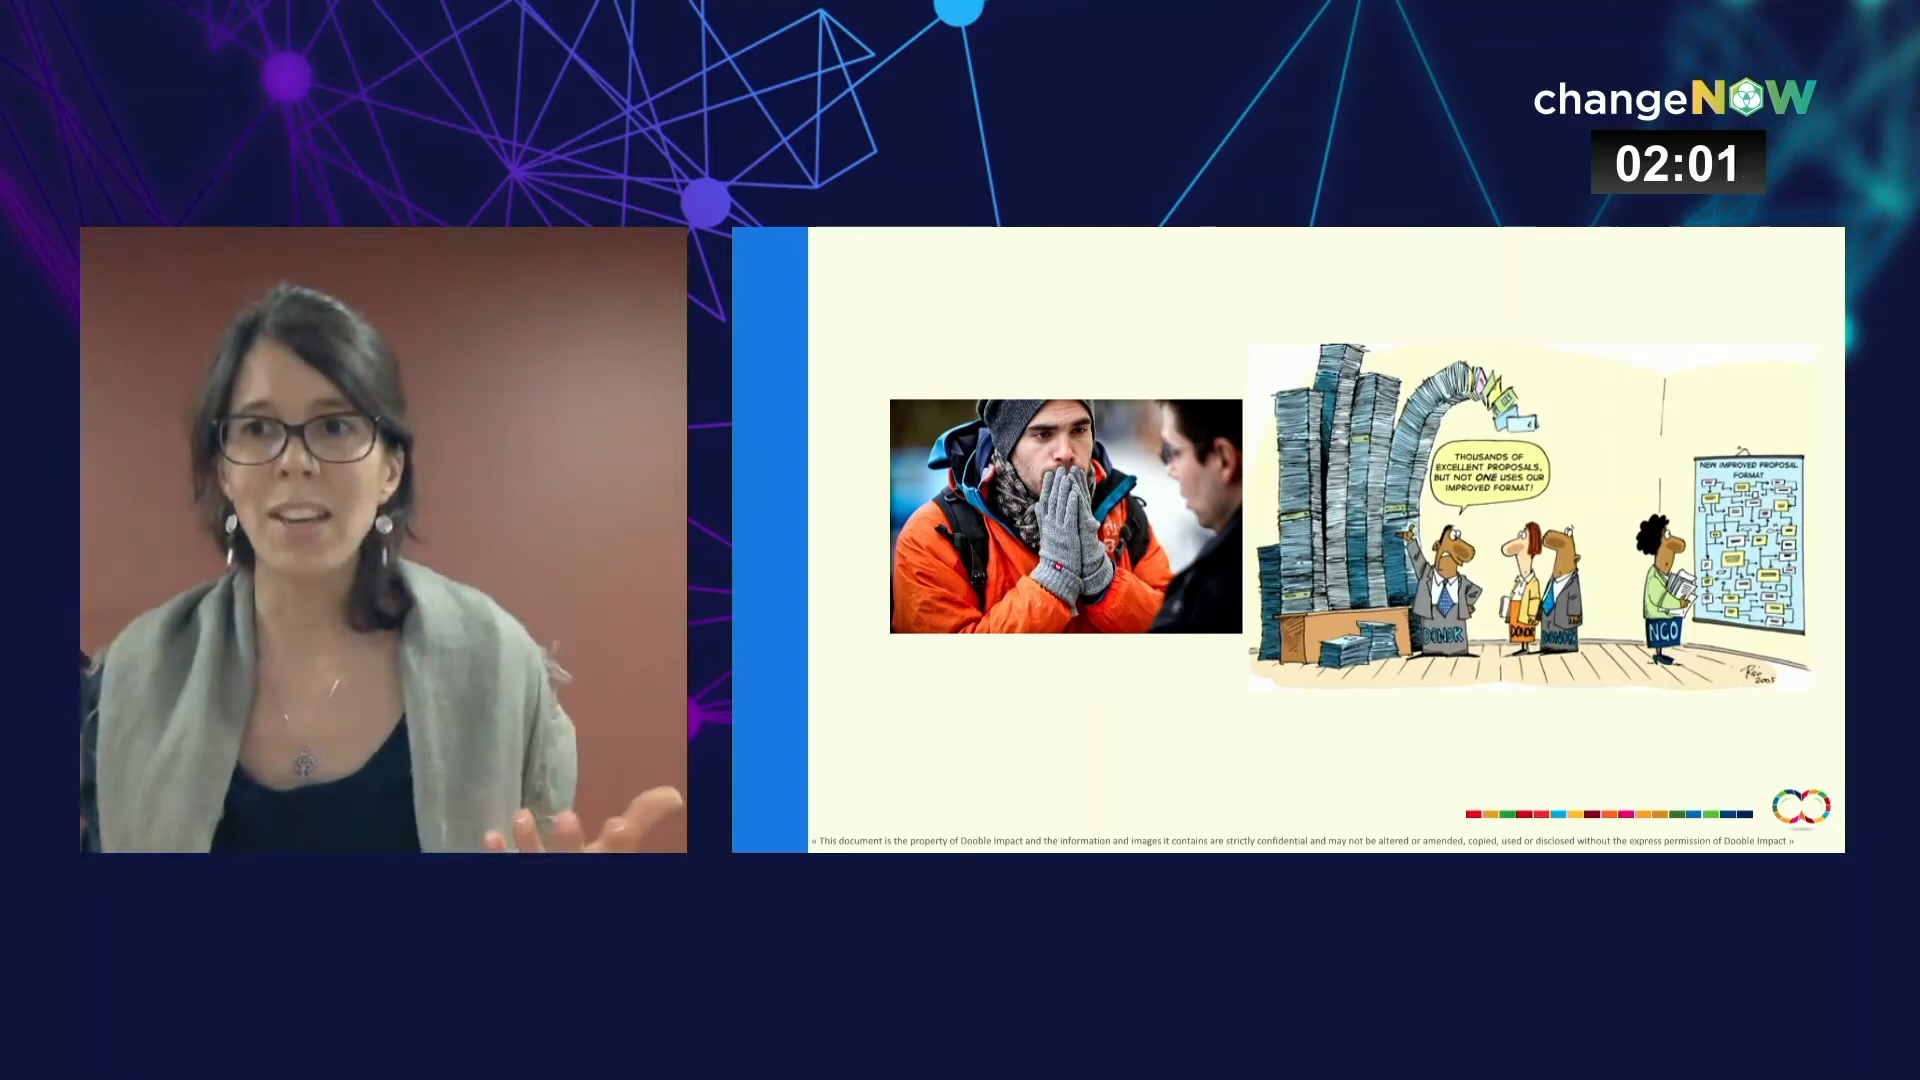 changeNOW
02:01
THOUSANDS OF
EXCELLENT PROPOSALS,
BUT NOT ONE USES OUR
IMPROVED FORMAT!
NEW IMPROVED PROPOSAL
FORMAT
DONOR
DONOR
DONOR
NGO
2005
« This document is the property of Dooble Impact and the information and images it contains are strictly confidential and may not be altered or amended, copied, used or disclosed without the express permission of Dooble Impact »